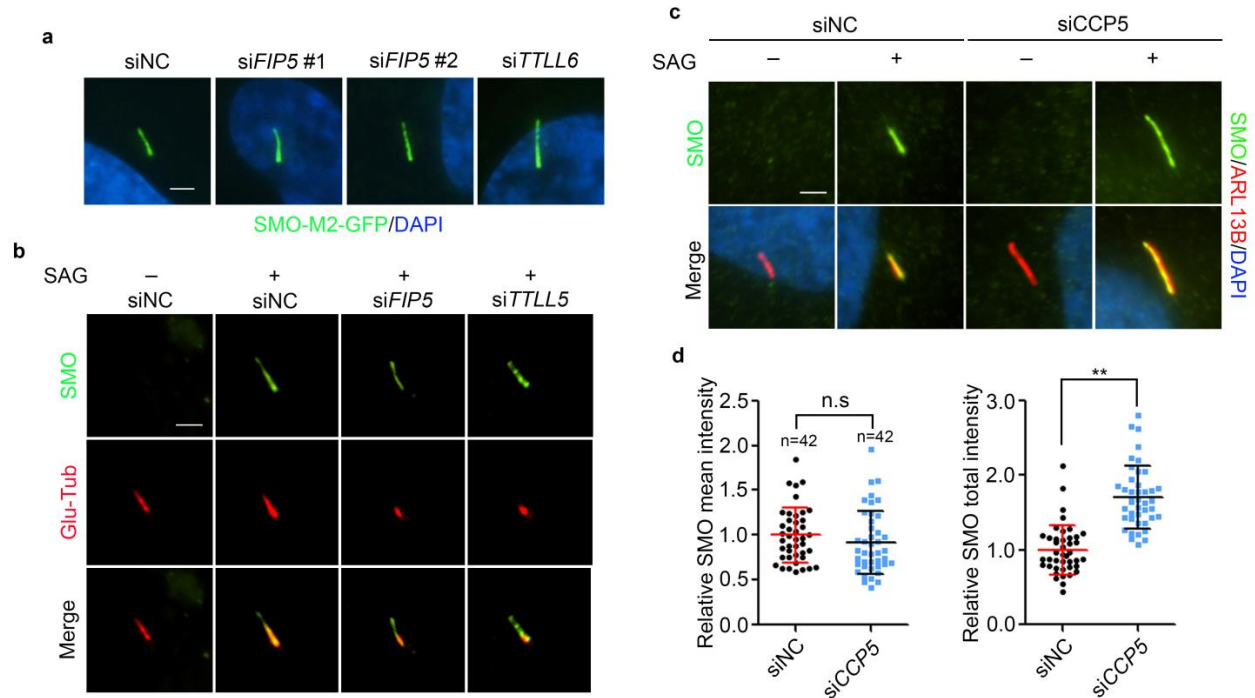 a
siNC siFIP5 #1 siFIP5 #2 siTTLL6
SMO-M2-GFP/DAPI
b
SAG – + + +
siNC siNC siFIP5 siTTLL5
SMO
Glu-Tub
Merge
c
siNC siCCP5
SAG – + – +
SMO
Merge
SMO/ARL13B/DAPI
d
Relative SMO mean intensity
2.5
2.0
1.5
1.0
0.5
0.0
n.s
n=42 n=42
siNC siCCP5
Relative SMO total intensity
3.0
2.0
1.0
0.0
**
siNC siCCP5